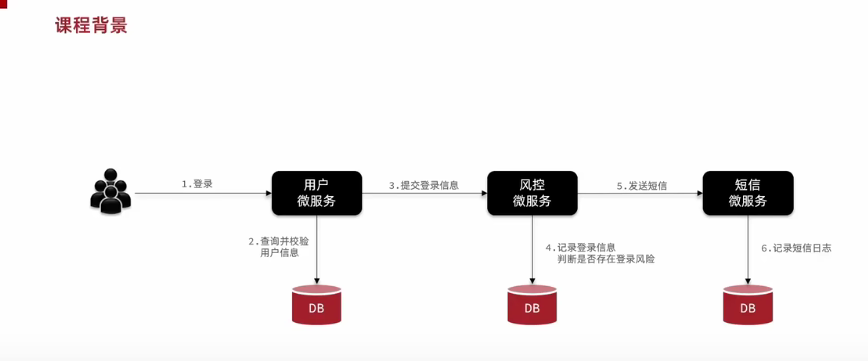 课程背景
1.登录
用户
微服务
3.提交登录信息
风控
微服务
5.发送短信
短信
微服务
2.查询并校验
用户信息
4.记录登录信息
判断是否存在登录风险
6.记录短信日志
DB
DB
DB